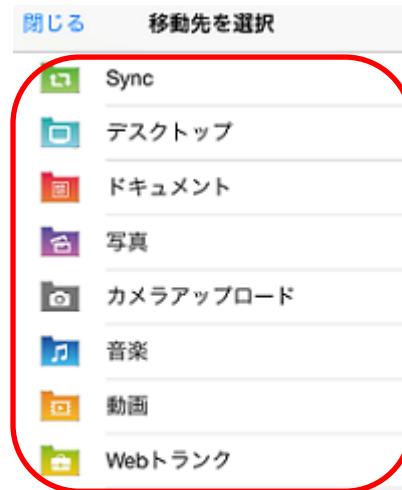 閉じる 移動先を選択
Sync
デスクトップ
ドキュメント
写真
カメラアップロード
音楽
動画
Webトランク